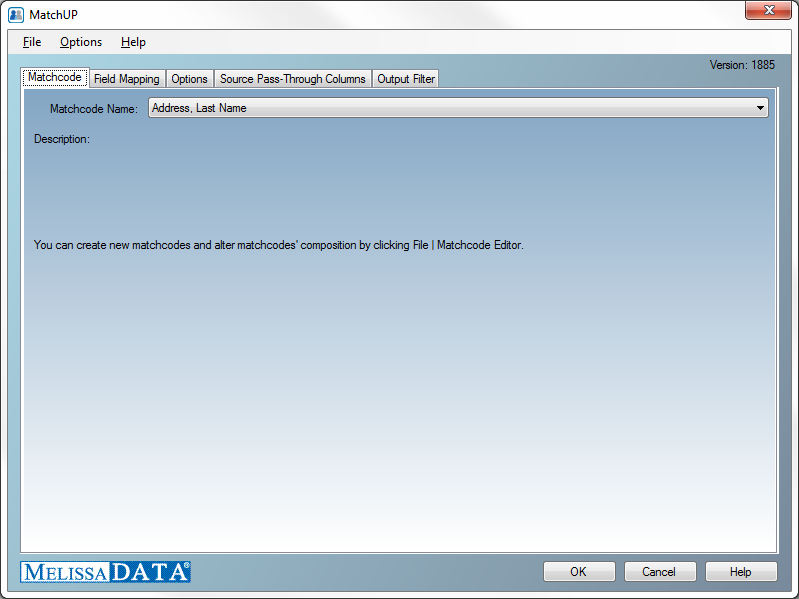 MatchUP
File Options Help
Version: 1885
Matchcode Field Mapping Options Source Pass-Through Columns Output Filter
Matchcode Name: Address, Last Name
Description:
You can create new matchcodes and alter matchcodes' composition by clicking File | Matchcode Editor.
MELISSA DATA® OK Cancel Help